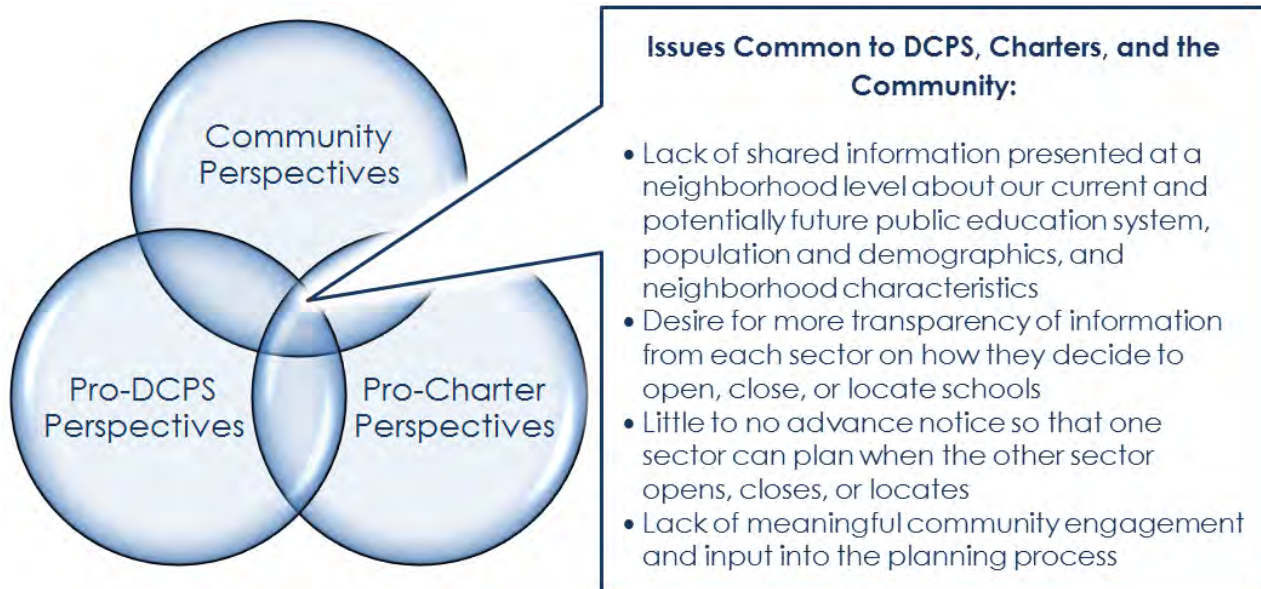 Community
Perspectives
Pro-DCPS
Perspectives
Pro-Charter
Perspectives
Issues Common to DCPS, Charters, and the
Community:
• Lack of shared information presented at a
neighborhood level about our current and
potentially future public education system,
population and demographics, and
neighborhood characteristics
• Desire for more transparency of information
from each sector on how they decide to
open, close, or locate schools
• Little to no advance notice so that one
sector can plan when the other sector
opens, closes, or locates
• Lack of meaningful community engagement
and input into the planning process